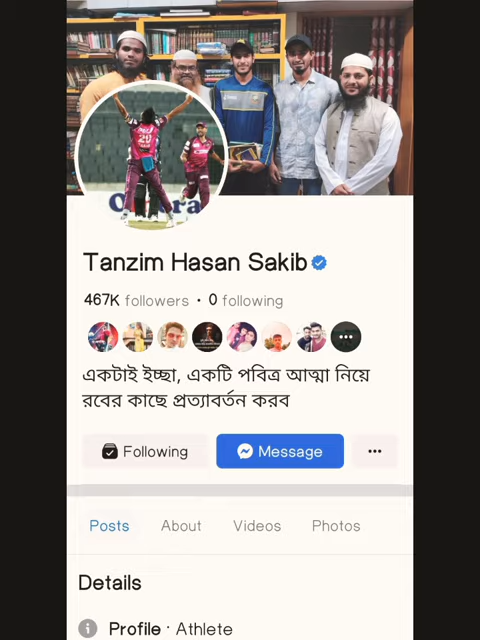 Tanzim Hasan Sakib
467K followers · 0 following
একটাই ইচ্ছা, একটি পবিত্র আত্মা নিয়ে
রবের কাছে প্রত্যাবর্তন করব
Following
Message
Posts About Videos Photos
Details
Profile · Athlete